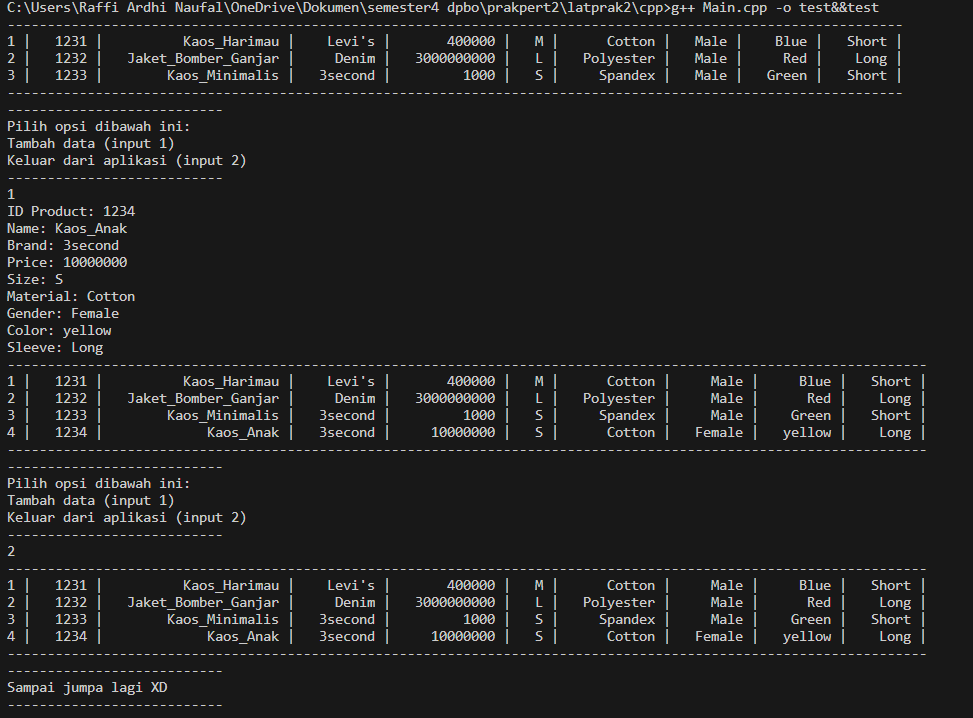 C:\Users\Raffi Ardhi Naufal\OneDrive\Dokumen\semester4 dpbo\prakpert2\latprak2\cpp>g++ Main.cpp -o test&&test
----------------------------------------------------------------------------------------------------------------
1 |   1231 |          Kaos_Harimau |    Levi's |       400000 |   M |      Cotton |   Male |    Blue |   Short |
2 |   1232 |   Jaket_Bomber_Ganjar |     Denim |   3000000000 |   L |   Polyester |   Male |     Red |    Long |
3 |   1233 |        Kaos_Minimalis |   3second |         1000 |   S |     Spandex |   Male |   Green |   Short |
----------------------------------------------------------------------------------------------------------------
---------------------------
Pilih opsi dibawah ini:
Tambah data (input 1)
Keluar dari aplikasi (input 2)
---------------------------
1
ID Product: 1234
Name: Kaos_Anak
Brand: 3second
Price: 10000000
Size: S
Material: Cotton
Gender: Female
Color: yellow
Sleeve: Long
-------------------------------------------------------------------------------------------------------------------
1 |   1231 |          Kaos_Harimau |    Levi's |       400000 |   M |      Cotton |     Male |     Blue |   Short |
2 |   1232 |   Jaket_Bomber_Ganjar |     Denim |   3000000000 |   L |   Polyester |     Male |      Red |    Long |
3 |   1233 |        Kaos_Minimalis |   3second |         1000 |   S |     Spandex |     Male |    Green |   Short |
4 |   1234 |             Kaos_Anak |   3second |     10000000 |   S |      Cotton |   Female |   yellow |    Long |
-------------------------------------------------------------------------------------------------------------------
---------------------------
Pilih opsi dibawah ini:
Tambah data (input 1)
Keluar dari aplikasi (input 2)
---------------------------
2
-------------------------------------------------------------------------------------------------------------------
1 |   1231 |          Kaos_Harimau |    Levi's |       400000 |   M |      Cotton |     Male |     Blue |   Short |
2 |   1232 |   Jaket_Bomber_Ganjar |     Denim |   3000000000 |   L |   Polyester |     Male |      Red |    Long |
3 |   1233 |        Kaos_Minimalis |   3second |         1000 |   S |     Spandex |     Male |    Green |   Short |
4 |   1234 |             Kaos_Anak |   3second |     10000000 |   S |      Cotton |   Female |   yellow |    Long |
-------------------------------------------------------------------------------------------------------------------
---------------------------
Sampai jumpa lagi XD
---------------------------